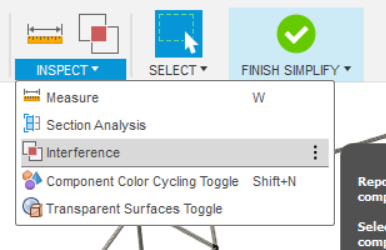 INSPECT ▾
SELECT ▾
FINISH SIMPLIFY ▾
Measure W
Section Analysis
Interference
Component Color Cycling Toggle Shift+N
Transparent Surfaces Toggle